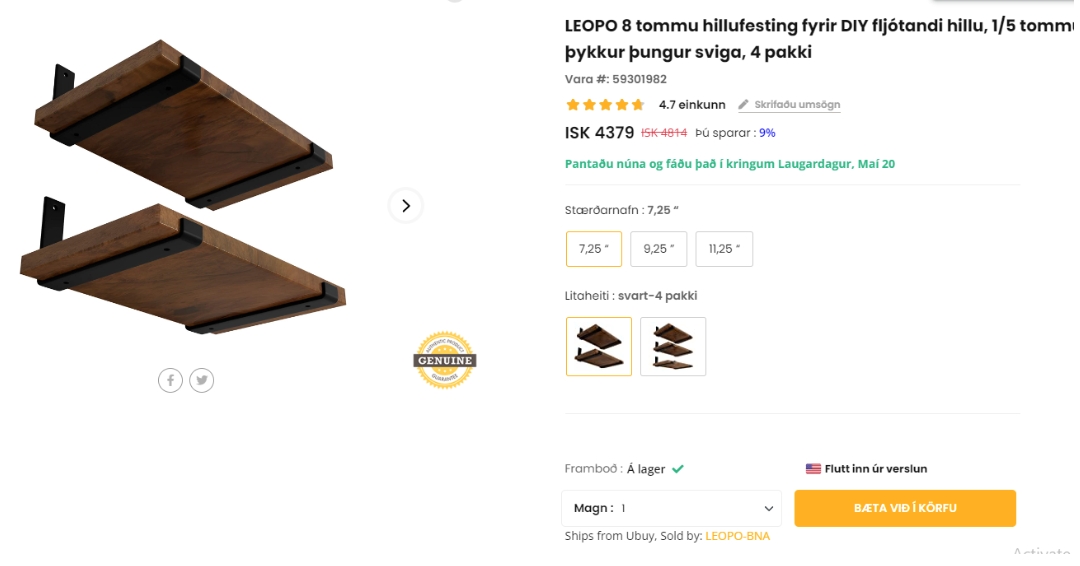 LEOPO 8 tommu hillufesting fyrir DIY fljótandi hillu, 1/5 tommu
þykkur þungur sviga, 4 pakki
Vara #: 59301982
4.7 einkunn Skrifaðu umsögn
ISK 4379 ISK 4814 Þú sparar : 9%
Pantaðu núna og fáðu það í kringum Laugardagur, Maí 20
Stærðarnafn : 7,25 “
7,25 “ 9,25 “ 11,25 “
Litaheiti : svart-4 pakki
AUTHENTIC PRODUCT
GENUINE
GUARANTEE
Framboð : Á lager Flutt inn úr verslun
Magn : 1 BÆTA VIÐ Í KÖRFU
Ships from Ubuy, Sold by: LEOPO-BNA
Activate